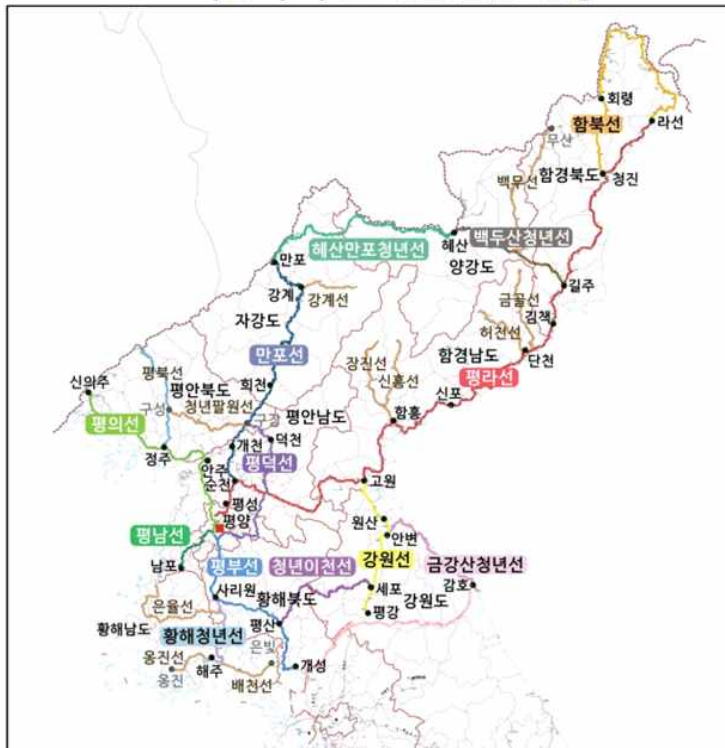 회령
함북선
라선
무산
함경북도
청진
백무선
혜산만포청년선
혜산
백두산청년선
양강도
만포
강계
강계선
길주
금골선
김책
자강도
허천선
만포선
장진선
함경남도
단천
신흥선
평라선
평북선
희천
신의주
평안북도
신포
구성
청년팔원선
구장
평안남도
함흥
평의선
덕천
개천
정주
평덕선
안주
순천
고원
평성
원산
평양
안변
평남선
강원선
금강산청년선
남포
평부선
청년이천선
세포
감호
사리원
황해북도
강원도
은율선
평강
평산
황해남도
황해청년선
은빛
옹진선
해주
개성
옹진
배천선